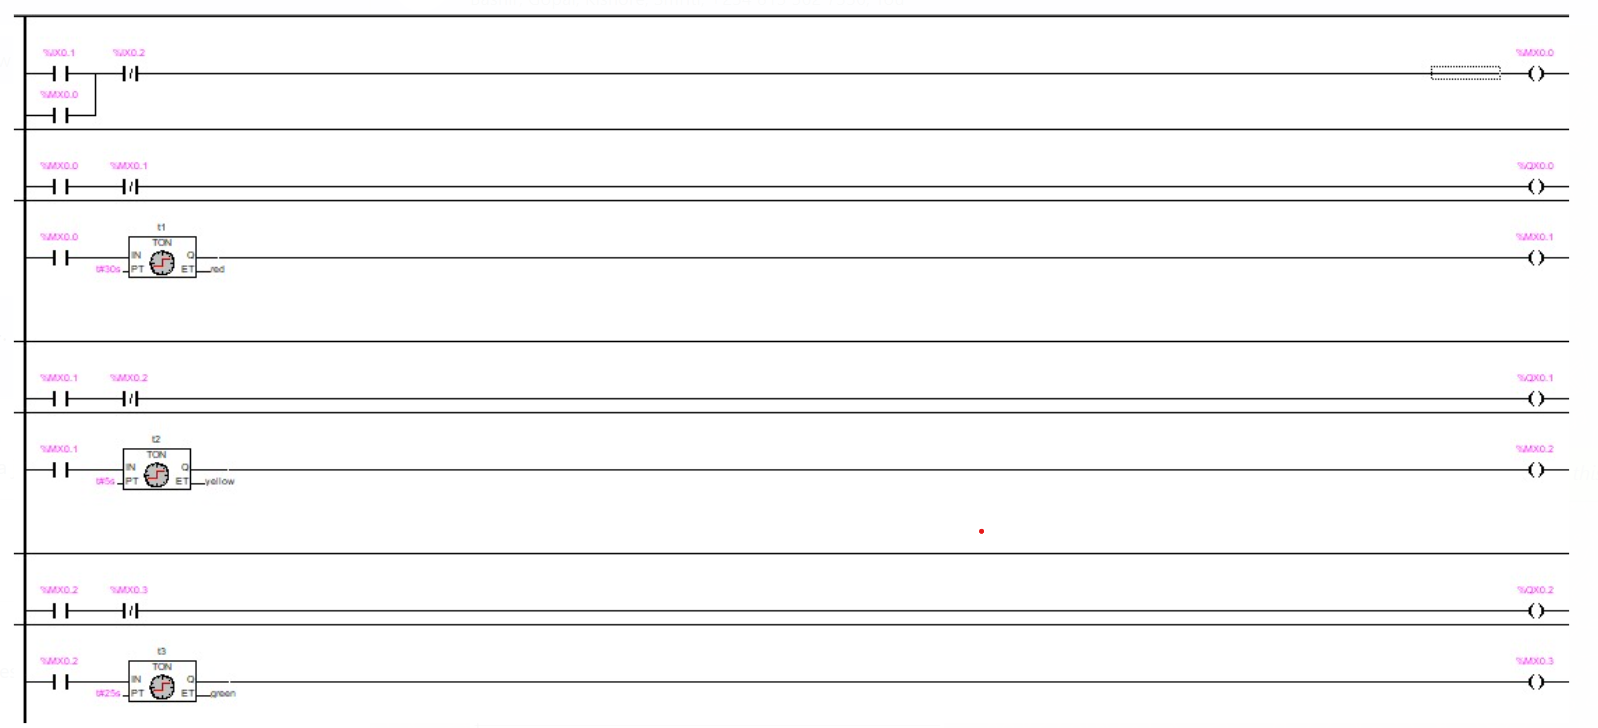 %IX0.1 %IX0.2 %MX0.0
%MX0.0
%MX0.0 %MX0.1 %QX0.0
t1
%MX0.0 TON %MX0.1
IN Q
t#30s PT ET red
%MX0.1 %MX0.2 %QX0.1
t2
%MX0.1 TON %MX0.2
IN Q
t#5s PT ET yellow
%MX0.2 %MX0.3 %QX0.2
t3
%MX0.2 TON %MX0.3
IN Q
t#25s PT ET green